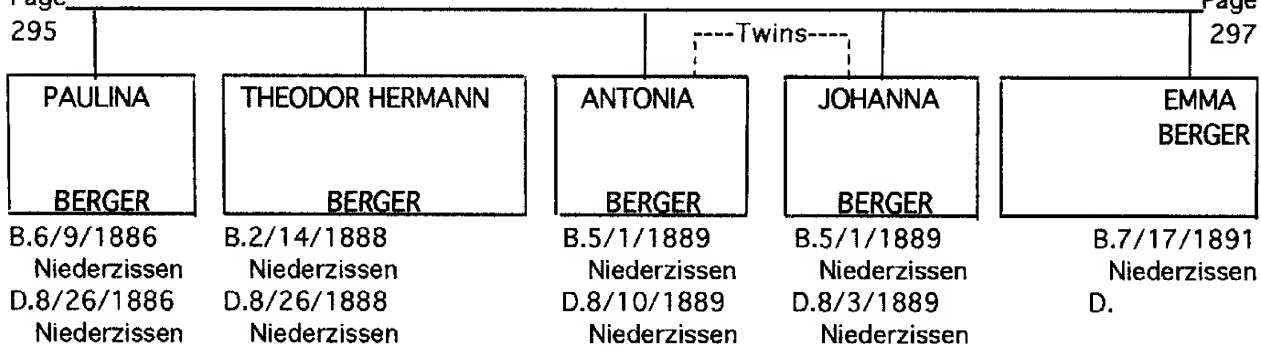 Page
295
Page
297
----Twins----
PAULINA
BERGER
B.6/9/1886
Niederzissen
D.8/26/1886
Niederzissen
THEODOR HERMANN
BERGER
B.2/14/1888
Niederzissen
D.8/26/1888
Niederzissen
ANTONIA
BERGER
B.5/1/1889
Niederzissen
D.8/10/1889
Niederzissen
JOHANNA
BERGER
B.5/1/1889
Niederzissen
D.8/3/1889
Niederzissen
EMMA
BERGER
B.7/17/1891
Niederzissen
D.